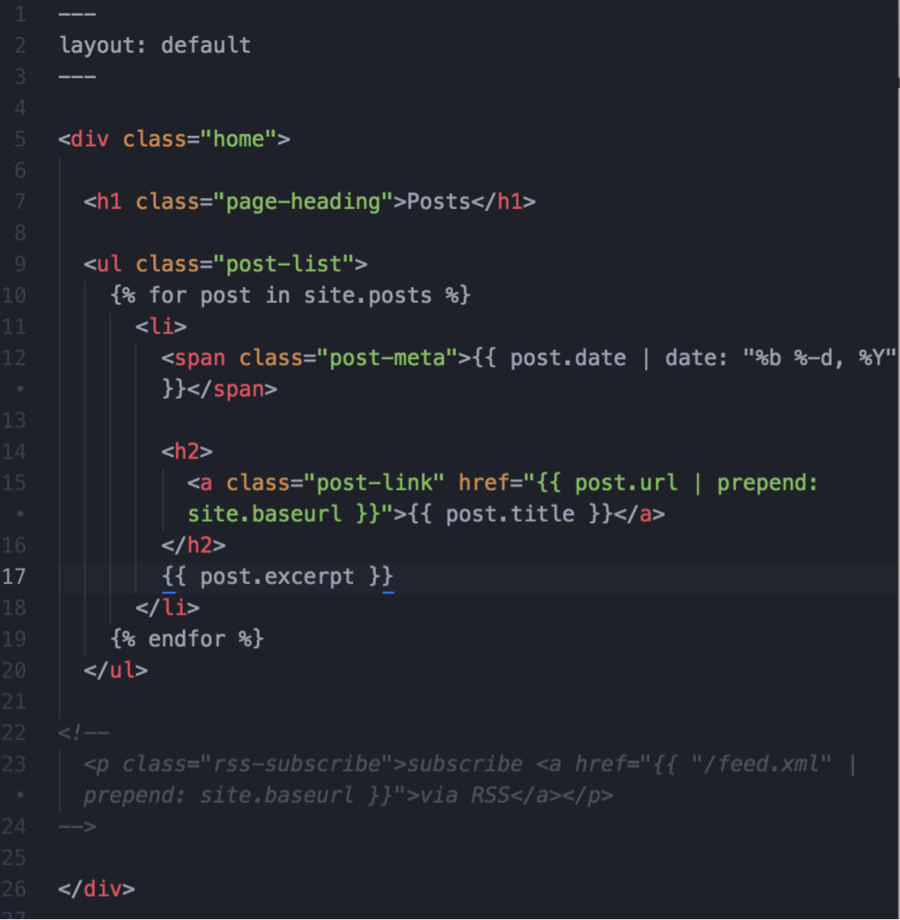 1 ---
2 layout: default
3 ---
4
5 <div class="home">
6
7 <h1 class="page-heading">Posts</h1>
8
9 <ul class="post-list">
10 {% for post in site.posts %}
11 <li>
12 <span class="post-meta">{{ post.date | date: "%b %-d, %Y"
• }}</span>
13
14 <h2>
15 <a class="post-link" href="{{ post.url | prepend:
• site.baseurl }}">{{ post.title }}</a>
16 </h2>
17 {{ post.excerpt }}
18 </li>
19 {% endfor %}
20 </ul>
21
22 <!--
23 <p class="rss-subscribe">subscribe <a href="{{ "/feed.xml" |
• prepend: site.baseurl }}">via RSS</a></p>
24 -->
25
26 </div>
27